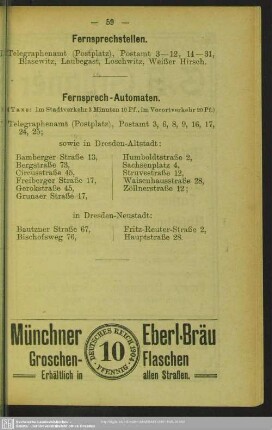 — 59 —
Fernsprechstellen.
Telegraphenamt (Postplatz), Postamt 3—12, 14—31,
Blasewitz, Laubegast, Loschwitz, Weißer Hirsch.
Fernsprech-Automaten.
(Taxe: im Stadtverkehr 3 Minuten 10 Pf., im Vorortverkehr 20 Pf.)
Telegraphenamt (Postplatz), Postamt 3, 6, 8, 9, 16, 17,
24, 25;
sowie in Dresden-Altstadt:
Bamberger Straße 13,
Bergstraße 73,
Circusstraße 45,
Freiberger Straße 17,
Gerokstraße 45,
Grunaer Straße 17,
Humboldtstraße 2,
Sachsenplatz 4,
Struvestraße 12,
Waisenhausstraße 28,
Zöllnerstraße 12;
in Dresden-Neustadt:
Bautzner Straße 67,
Bischofsweg 76,
Fritz-Reuter-Straße 2,
Hauptstraße 28.
Münchner
Groschen-
Erhältlich in
DEUTSCHES REICH 1904
10
PFENNIG
Eberl-Bräu
Flaschen
allen Straßen.